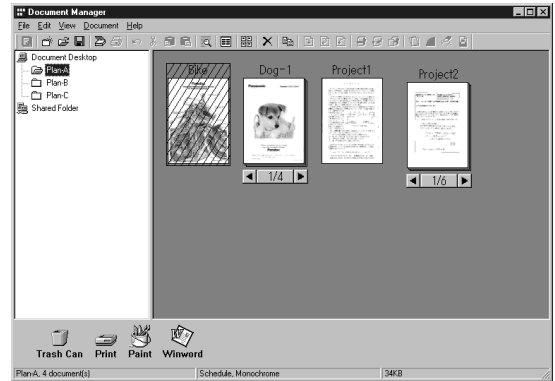 Document Manager
File Edit View Document Help
Document Desktop
Plan-A
Plan-B
Plan-C
Shared Folder
Bike
Dog-1
Project1
Project2
Panasonic
1/4
1/6
Trash Can Print Paint Winword
Plan-A, 4 document(s) Schedule, Monochrome 34KB